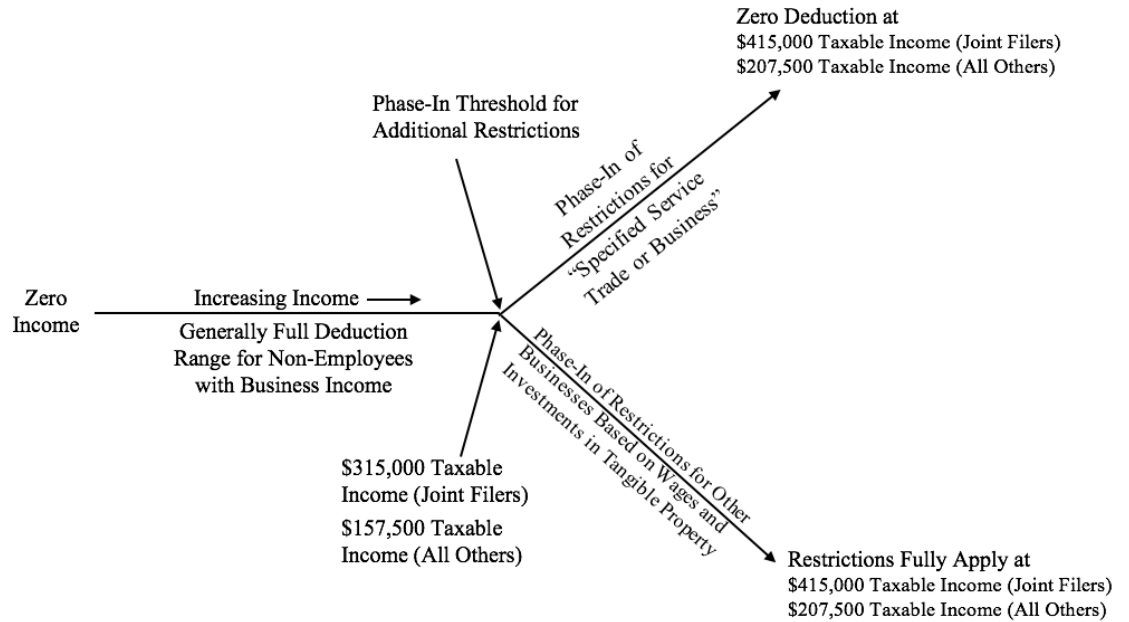 Zero Deduction at
$415,000 Taxable Income (Joint Filers)
$207,500 Taxable Income (All Others)
Phase-In Threshold for
Additional Restrictions
Phase-In of
Restrictions for
“Specified Service
Trade or Business”
Zero
Income
Increasing Income
Generally Full Deduction
Range for Non-Employees
with Business Income
Phase-In of Restrictions for Other
Businesses Based on Wages and
Investments in Tangible Property
$315,000 Taxable
Income (Joint Filers)
$157,500 Taxable
Income (All Others)
Restrictions Fully Apply at
$415,000 Taxable Income (Joint Filers)
$207,500 Taxable Income (All Others)